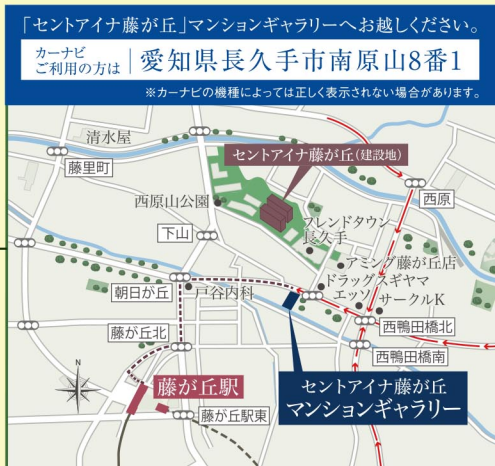 「セントアイナ藤が丘」マンションギャラリーへお越しください。
カーナビ
ご利用の方は
愛知県長久手市南原山8番1
※カーナビの機種によっては正しく表示されない場合があります。
清水屋
藤里町
セントアイナ藤が丘(建設地)
西原
西原山公園
下山
フレンドタウン
長久手
アミング藤が丘店
ドラッグスギヤマ
朝日が丘
戸谷内科
エッソ
サークルK
西鴨田橋北
藤が丘北
西鴨田橋南
N
藤が丘駅
セントアイナ藤が丘
マンションギャラリー
藤が丘駅東